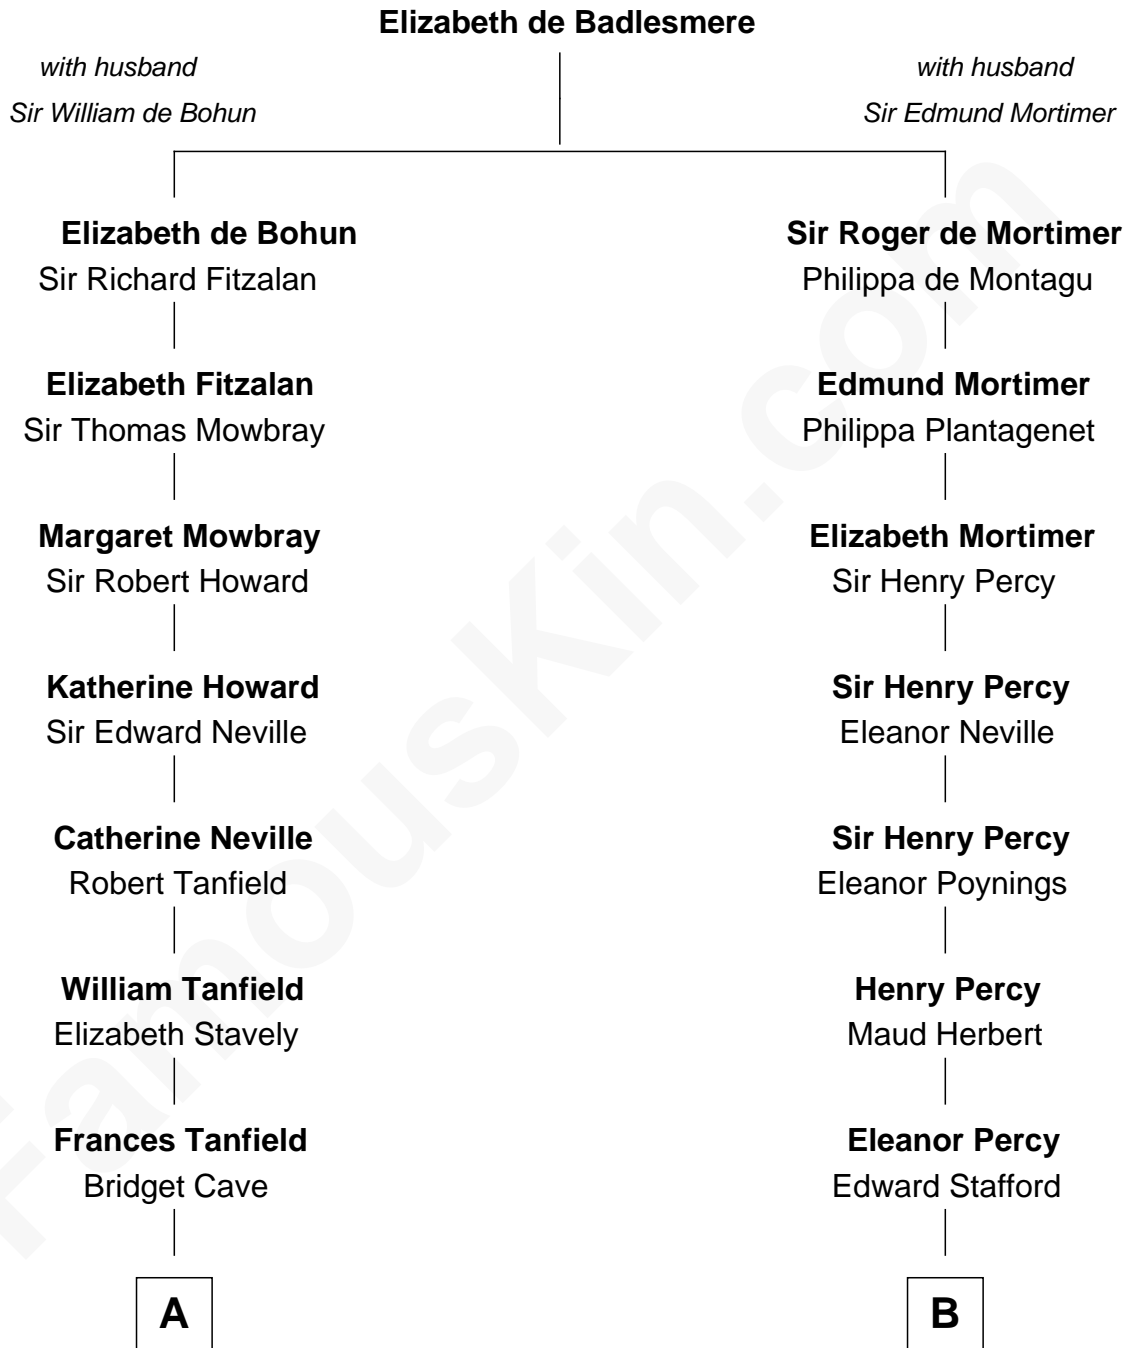 Elizabeth de Badlesmere
with husband
Sir William de Bohun
with husband
Sir Edmund Mortimer
Elizabeth de Bohun
Sir Richard Fitzalan
Elizabeth Fitzalan
Sir Thomas Mowbray
Margaret Mowbray
Sir Robert Howard
Katherine Howard
Sir Edward Neville
Catherine Neville
Robert Tanfield
William Tanfield
Elizabeth Stavely
Frances Tanfield
Bridget Cave
A
Sir Roger de Mortimer
Philippa de Montagu
Edmund Mortimer
Philippa Plantagenet
Elizabeth Mortimer
Sir Henry Percy
Sir Henry Percy
Eleanor Neville
Sir Henry Percy
Eleanor Poynings
Henry Percy
Maud Herbert
Eleanor Percy
Edward Stafford
B
FamousKin.com